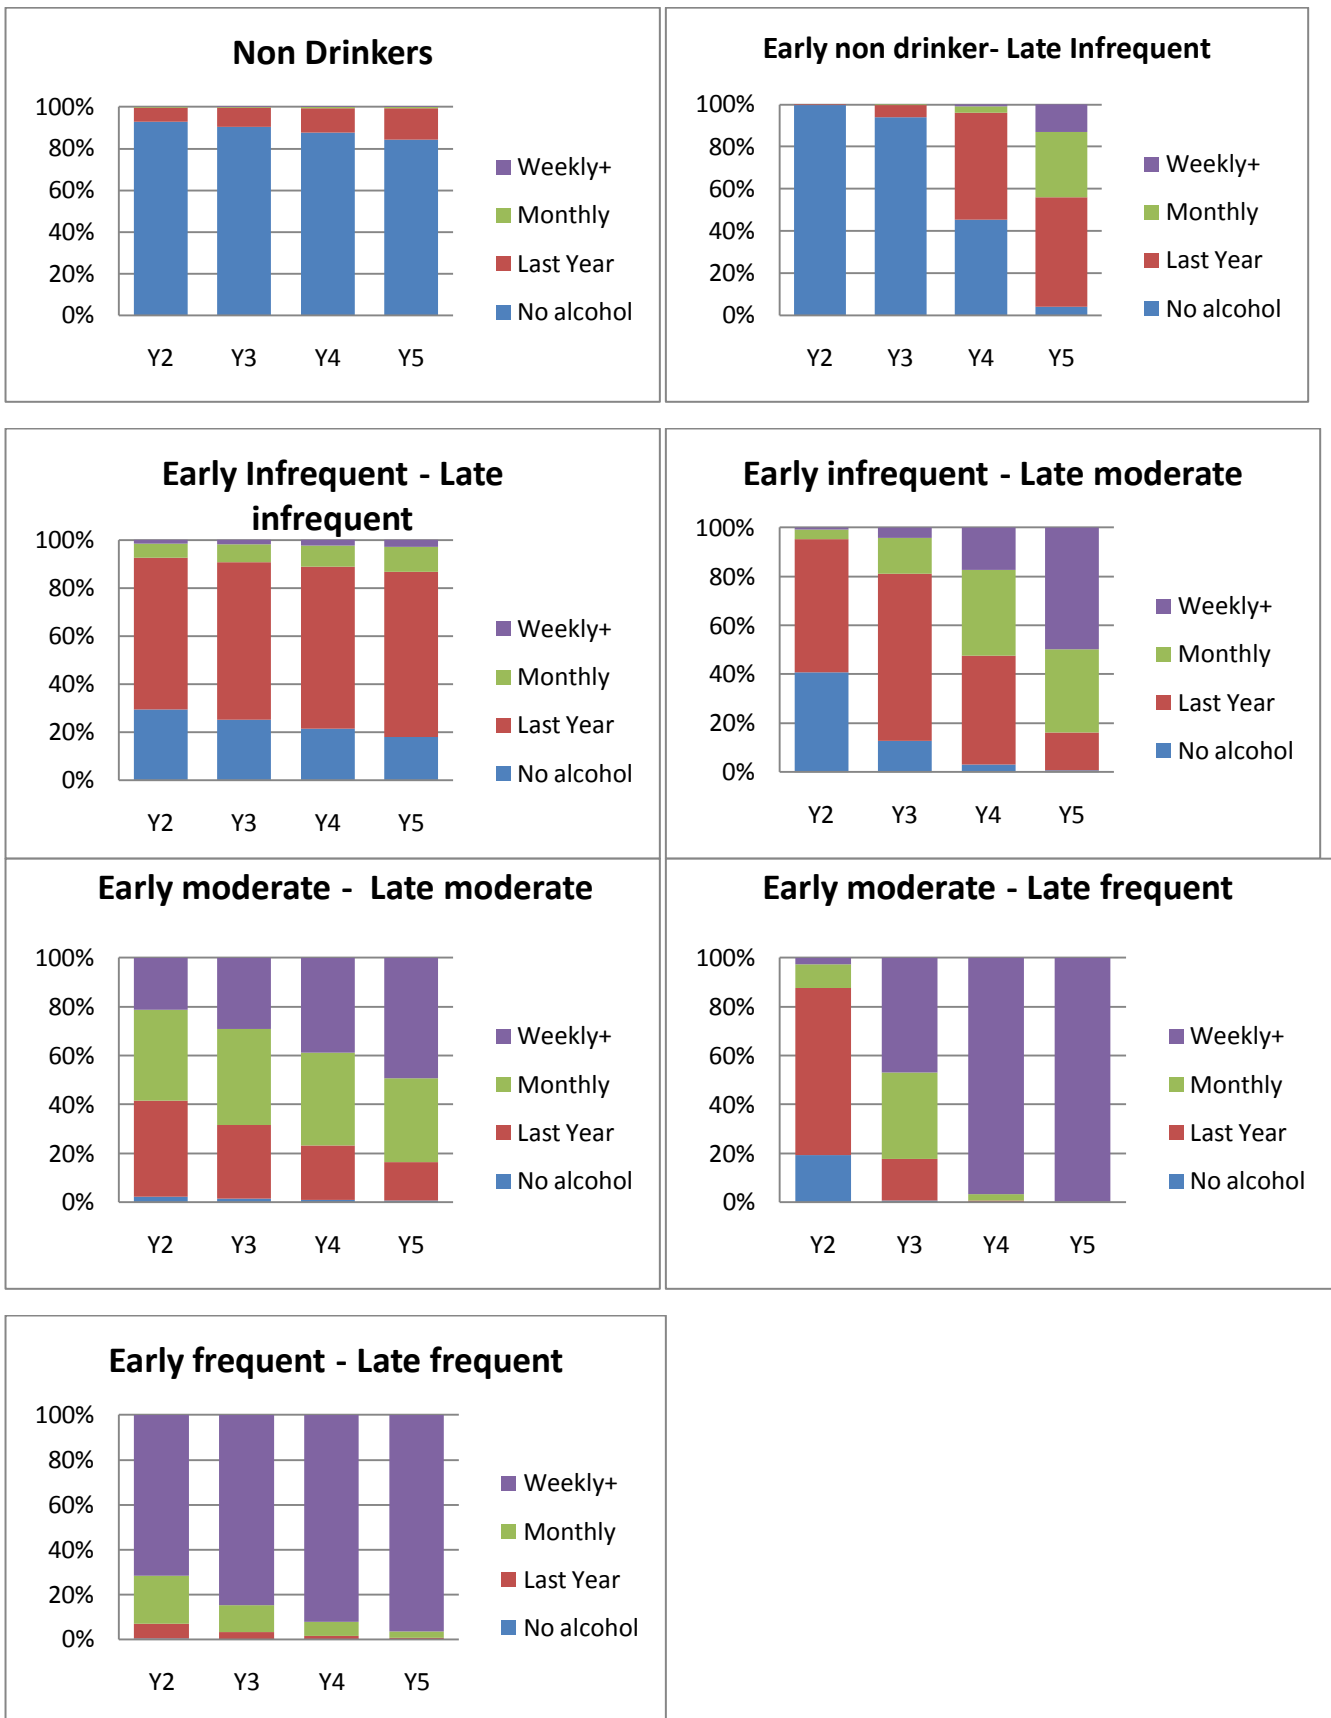 Non Drinkers
100%
80%
60%
40%
20%
0%
Y2 Y3 Y4 Y5
Weekly+
Monthly
Last Year
No alcohol
Early non drinker- Late Infrequent
100%
80%
60%
40%
20%
0%
Y2 Y3 Y4 Y5
Weekly+
Monthly
Last Year
No alcohol
Early Infrequent - Late
infrequent
100%
80%
60%
40%
20%
0%
Y2 Y3 Y4 Y5
Weekly+
Monthly
Last Year
No alcohol
Early infrequent - Late moderate
100%
80%
60%
40%
20%
0%
Y2 Y3 Y4 Y5
Weekly+
Monthly
Last Year
No alcohol
Early moderate -  Late moderate
100%
80%
60%
40%
20%
0%
Y2 Y3 Y4 Y5
Weekly+
Monthly
Last Year
No alcohol
Early moderate - Late frequent
100%
80%
60%
40%
20%
0%
Y2 Y3 Y4 Y5
Weekly+
Monthly
Last Year
No alcohol
Early frequent - Late frequent
100%
80%
60%
40%
20%
0%
Y2 Y3 Y4 Y5
Weekly+
Monthly
Last Year
No alcohol